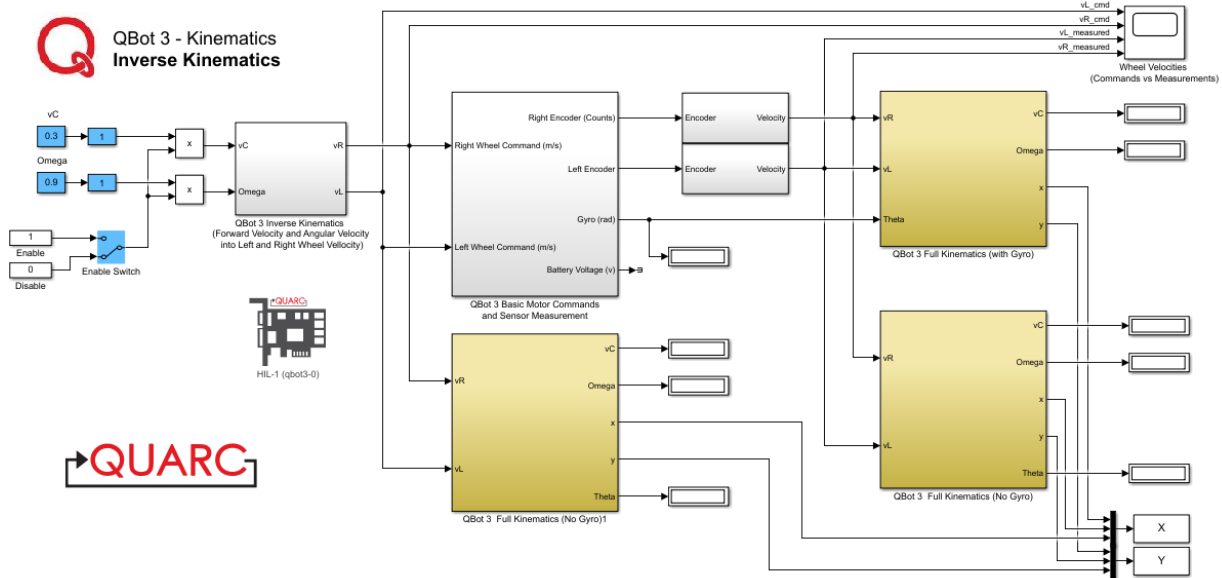 QBot 3 - Kinematics
Inverse Kinematics
vL_cmd
vR_cmd
vL_measured
vR_measured
Wheel Velocities
(Commands vs Measurements)
vC
0.3
1
x
Omega
0.9
1
x
1
Enable
0
Disable
Enable Switch
vC
Omega
vR
vL
QBot 3 Inverse Kinematics
(Forward Velocity and Angular Velocity
into Left and Right Wheel Vellocity)
Right Wheel Command (m/s)
Left Wheel Command (m/s)
Right Encoder (Counts)
Left Encoder
Gyro (rad)
Battery Voltage (v)
QBot 3 Basic Motor Commands
and Sensor Measurement
Encoder
Velocity
Encoder
Velocity
vR
vL
Theta
vC
Omega
x
y
QBot 3 Full Kinematics (with Gyro)
QUARC
HIL-1 (qbot3-0)
QUARC
vR
vL
vC
Omega
x
y
Theta
QBot 3 Full Kinematics (No Gyro)1
vR
vL
vC
Omega
x
y
Theta
QBot 3 Full Kinematics (No Gyro)
X
Y